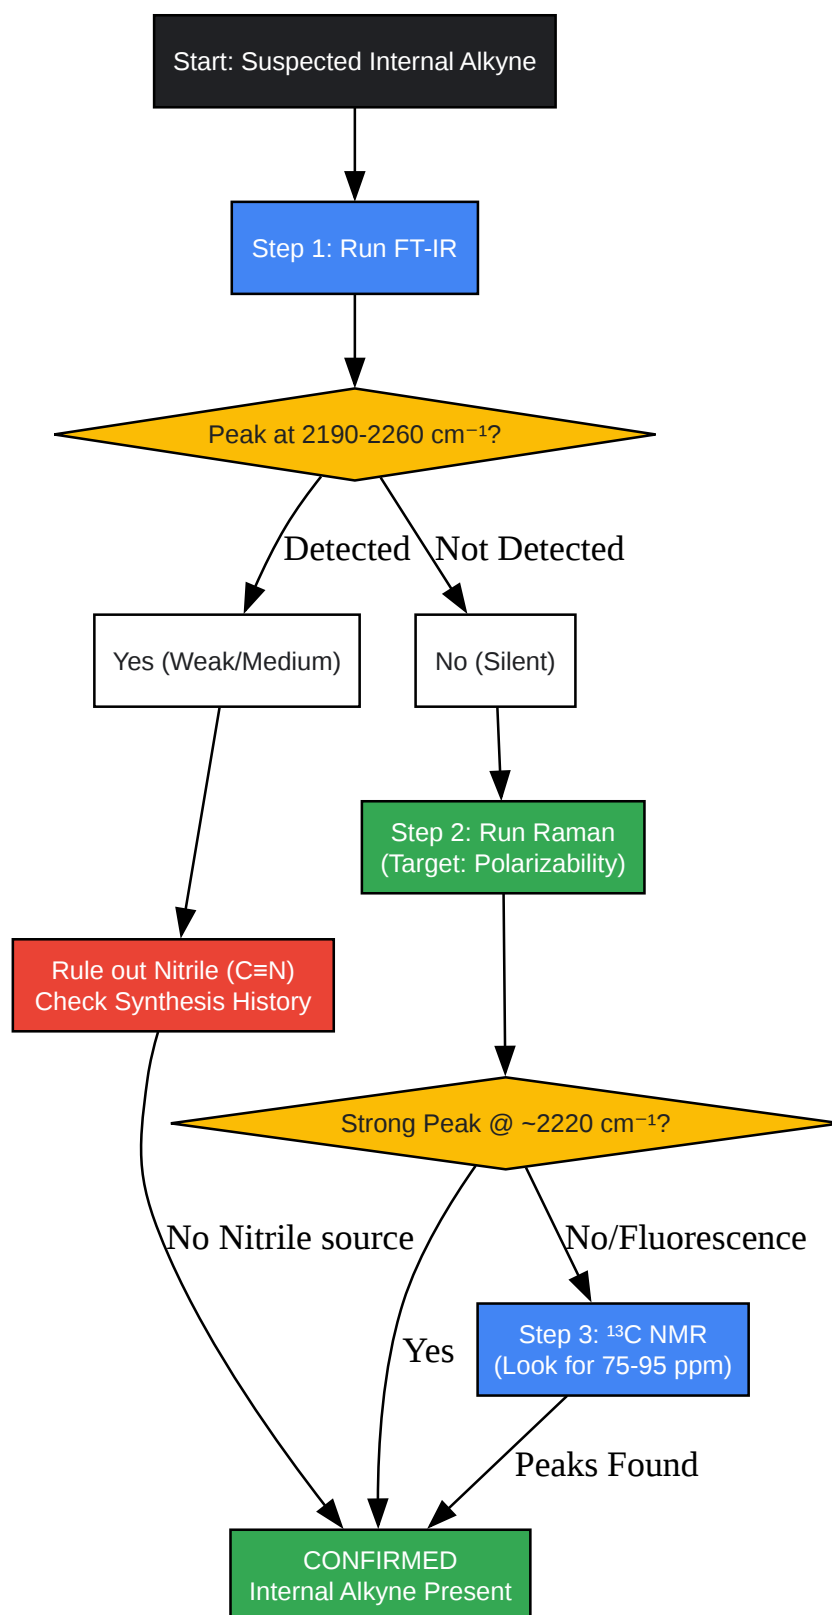 Start: Suspected Internal Alkyne
Step 1: Run FT-IR
Peak at 2190-2260 cm⁻¹?
Detected
Not Detected
Yes (Weak/Medium)
No (Silent)
Step 2: Run Raman
(Target: Polarizability)
Rule out Nitrile (C≡N)
Check Synthesis History
Strong Peak @ ~2220 cm⁻¹?
No Nitrile source
No/Fluorescence
Step 3: ¹³C NMR
(Look for 75-95 ppm)
Yes
Peaks Found
CONFIRMED
Internal Alkyne Present